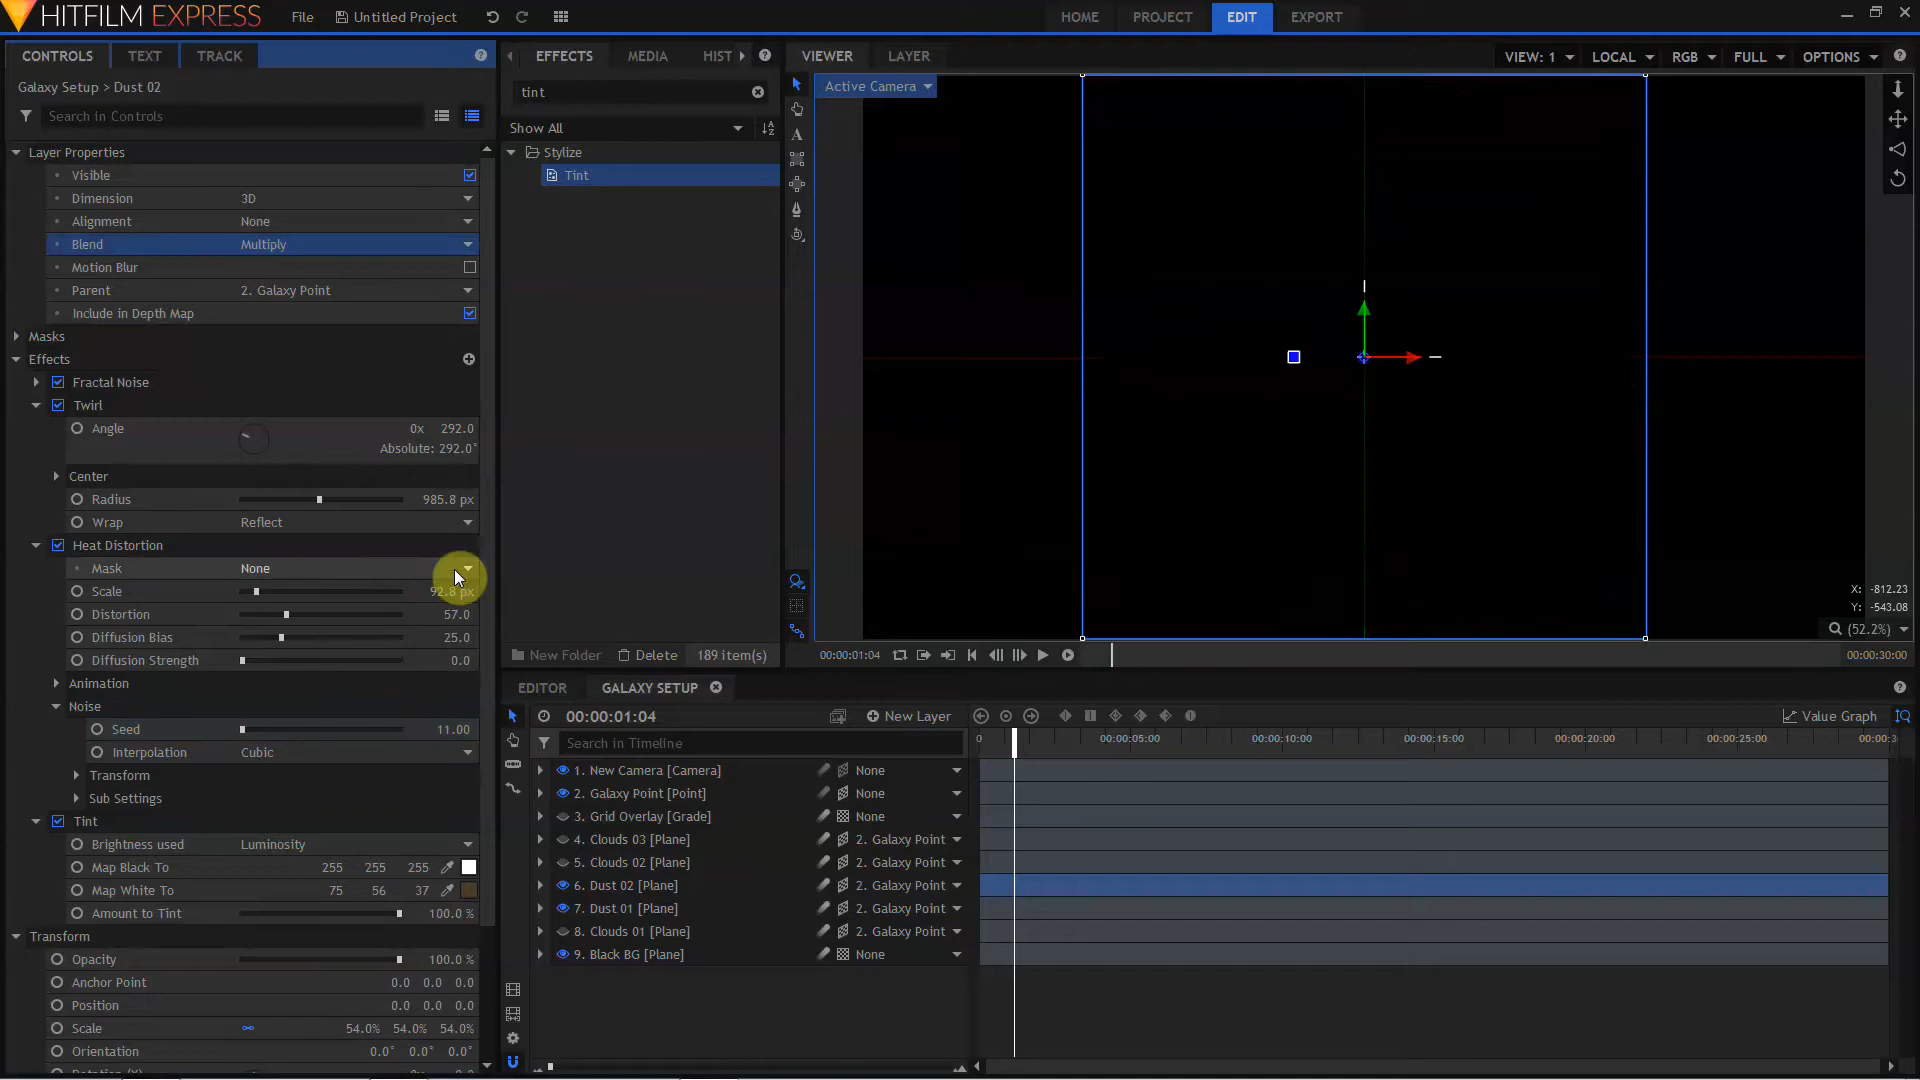 HITFILM EXPRESS
File
Untitled Project
HOME
PROJECT
EDIT
EXPORT
CONTROLS
TEXT
TRACK
Galaxy Setup > Dust 02
Search in Controls
Layer Properties
Visible
Dimension 3D
Alignment None
Blend Multiply
Motion Blur
Parent 2. Galaxy Point
Include in Depth Map
Masks
Effects
Fractal Noise
Twirl
Angle 0x 292.0
Absolute: 292.0°
Center
Radius 985.8 px
Wrap Reflect
Heat Distortion
Mask None
Scale 92.8 px
Distortion 57.0
Diffusion Bias 25.0
Diffusion Strength 0.0
Animation
Noise
Seed 11.00
Interpolation Cubic
Transform
Sub Settings
Tint
Brightness used Luminosity
Map Black To 255 255 255
Map White To 75 56 37
Amount to Tint 100.0 %
Transform
Opacity 100.0 %
Anchor Point 0.0 0.0 0.0
Position 0.0 0.0 0.0
Scale 54.0% 54.0% 54.0%
Orientation 0.0° 0.0° 0.0°
EFFECTS
MEDIA
HIST
tint
Show All
Stylize
Tint
New Folder
Delete
189 item(s)
VIEWER
LAYER
VIEW: 1
LOCAL
RGB
FULL
OPTIONS
Active Camera
X: -812.23
Y: -543.08
(52.2%)
00:00:01:04
00:00:30:00
EDITOR
GALAXY SETUP
00:00:01:04
New Layer
Value Graph
Search in Timeline
0 00:00:05:00 00:00:10:00 00:00:15:00 00:00:20:00 00:00:25:00 00:00:3
1. New Camera [Camera] None
2. Galaxy Point [Point] None
3. Grid Overlay [Grade] None
4. Clouds 03 [Plane] 2. Galaxy Point
5. Clouds 02 [Plane] 2. Galaxy Point
6. Dust 02 [Plane] 2. Galaxy Point
7. Dust 01 [Plane] 2. Galaxy Point
8. Clouds 01 [Plane] 2. Galaxy Point
9. Black BG [Plane] None